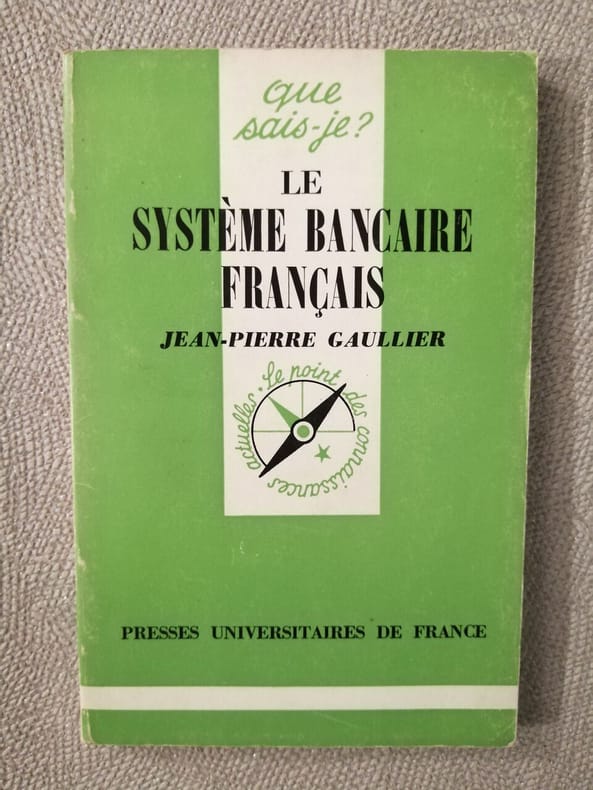 que
sais-je?
LE
SYSTÈME BANCAIRE
FRANÇAIS
JEAN-PIERRE GAULLIER
Le point des connaissances actuelles.
PRESSES UNIVERSITAIRES DE FRANCE